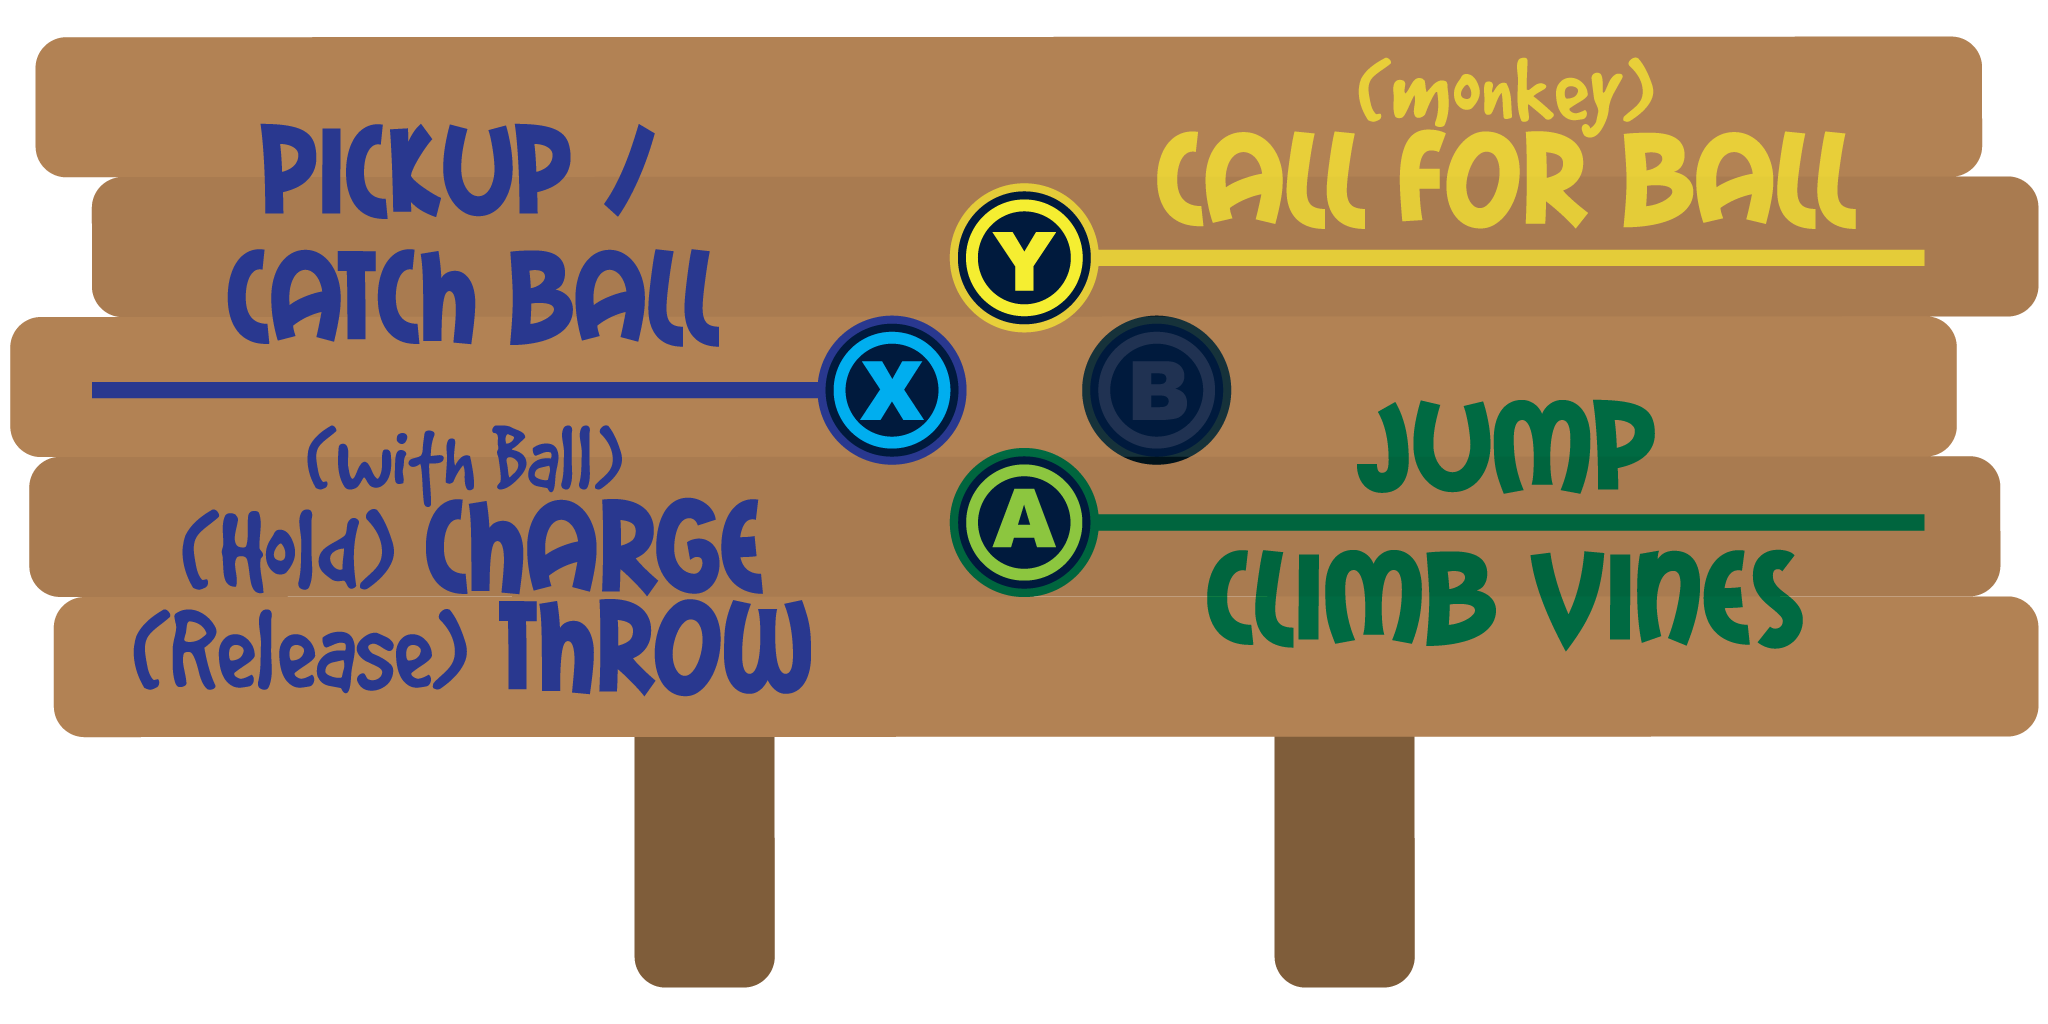 PICKUP /
CATCh BALL
X
(with Ball)
(Hold) ChARGE
(Release) ThROW
(monkey)
CALL FOR BALL
Y
B
A
JUMP
CLIMB VINES